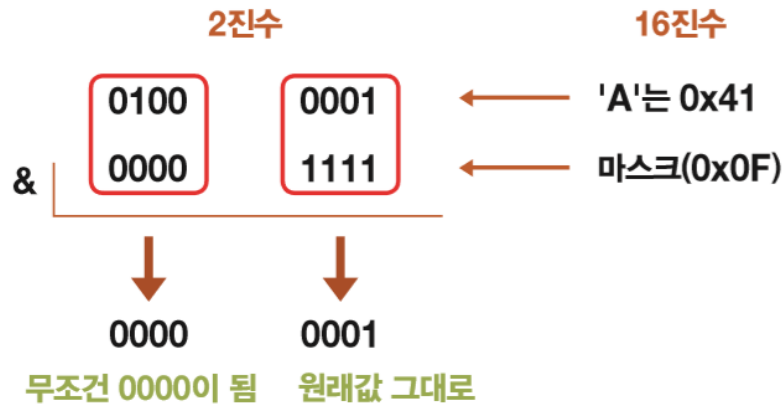 2진수 16진수
0100 0001 'A'는 0x41
0000 1111 마스크(0x0F)
&
0000 0001
무조건 0000이 됨 원래값 그대로